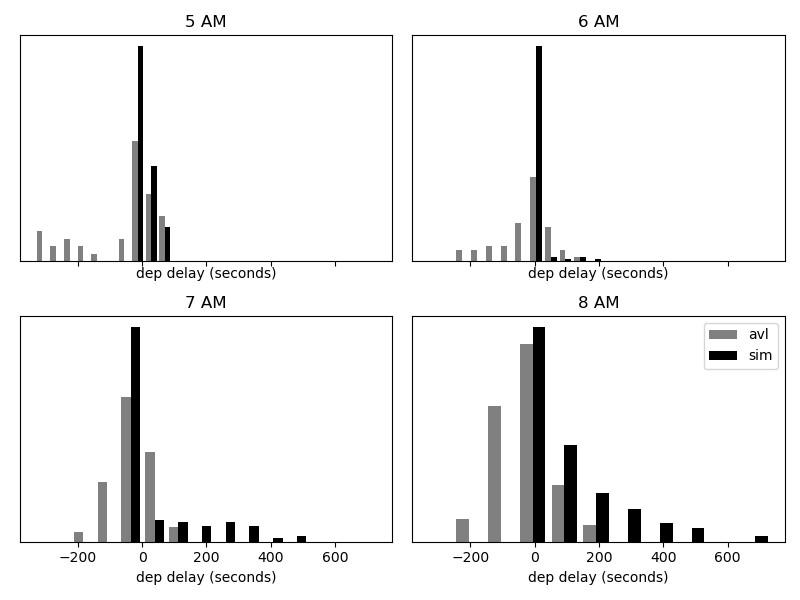 5 AM
6 AM
dep delay (seconds)
dep delay (seconds)
7 AM
8 AM
avl
sim
−200 0 200 400 600
−200 0 200 400 600
dep delay (seconds)
dep delay (seconds)